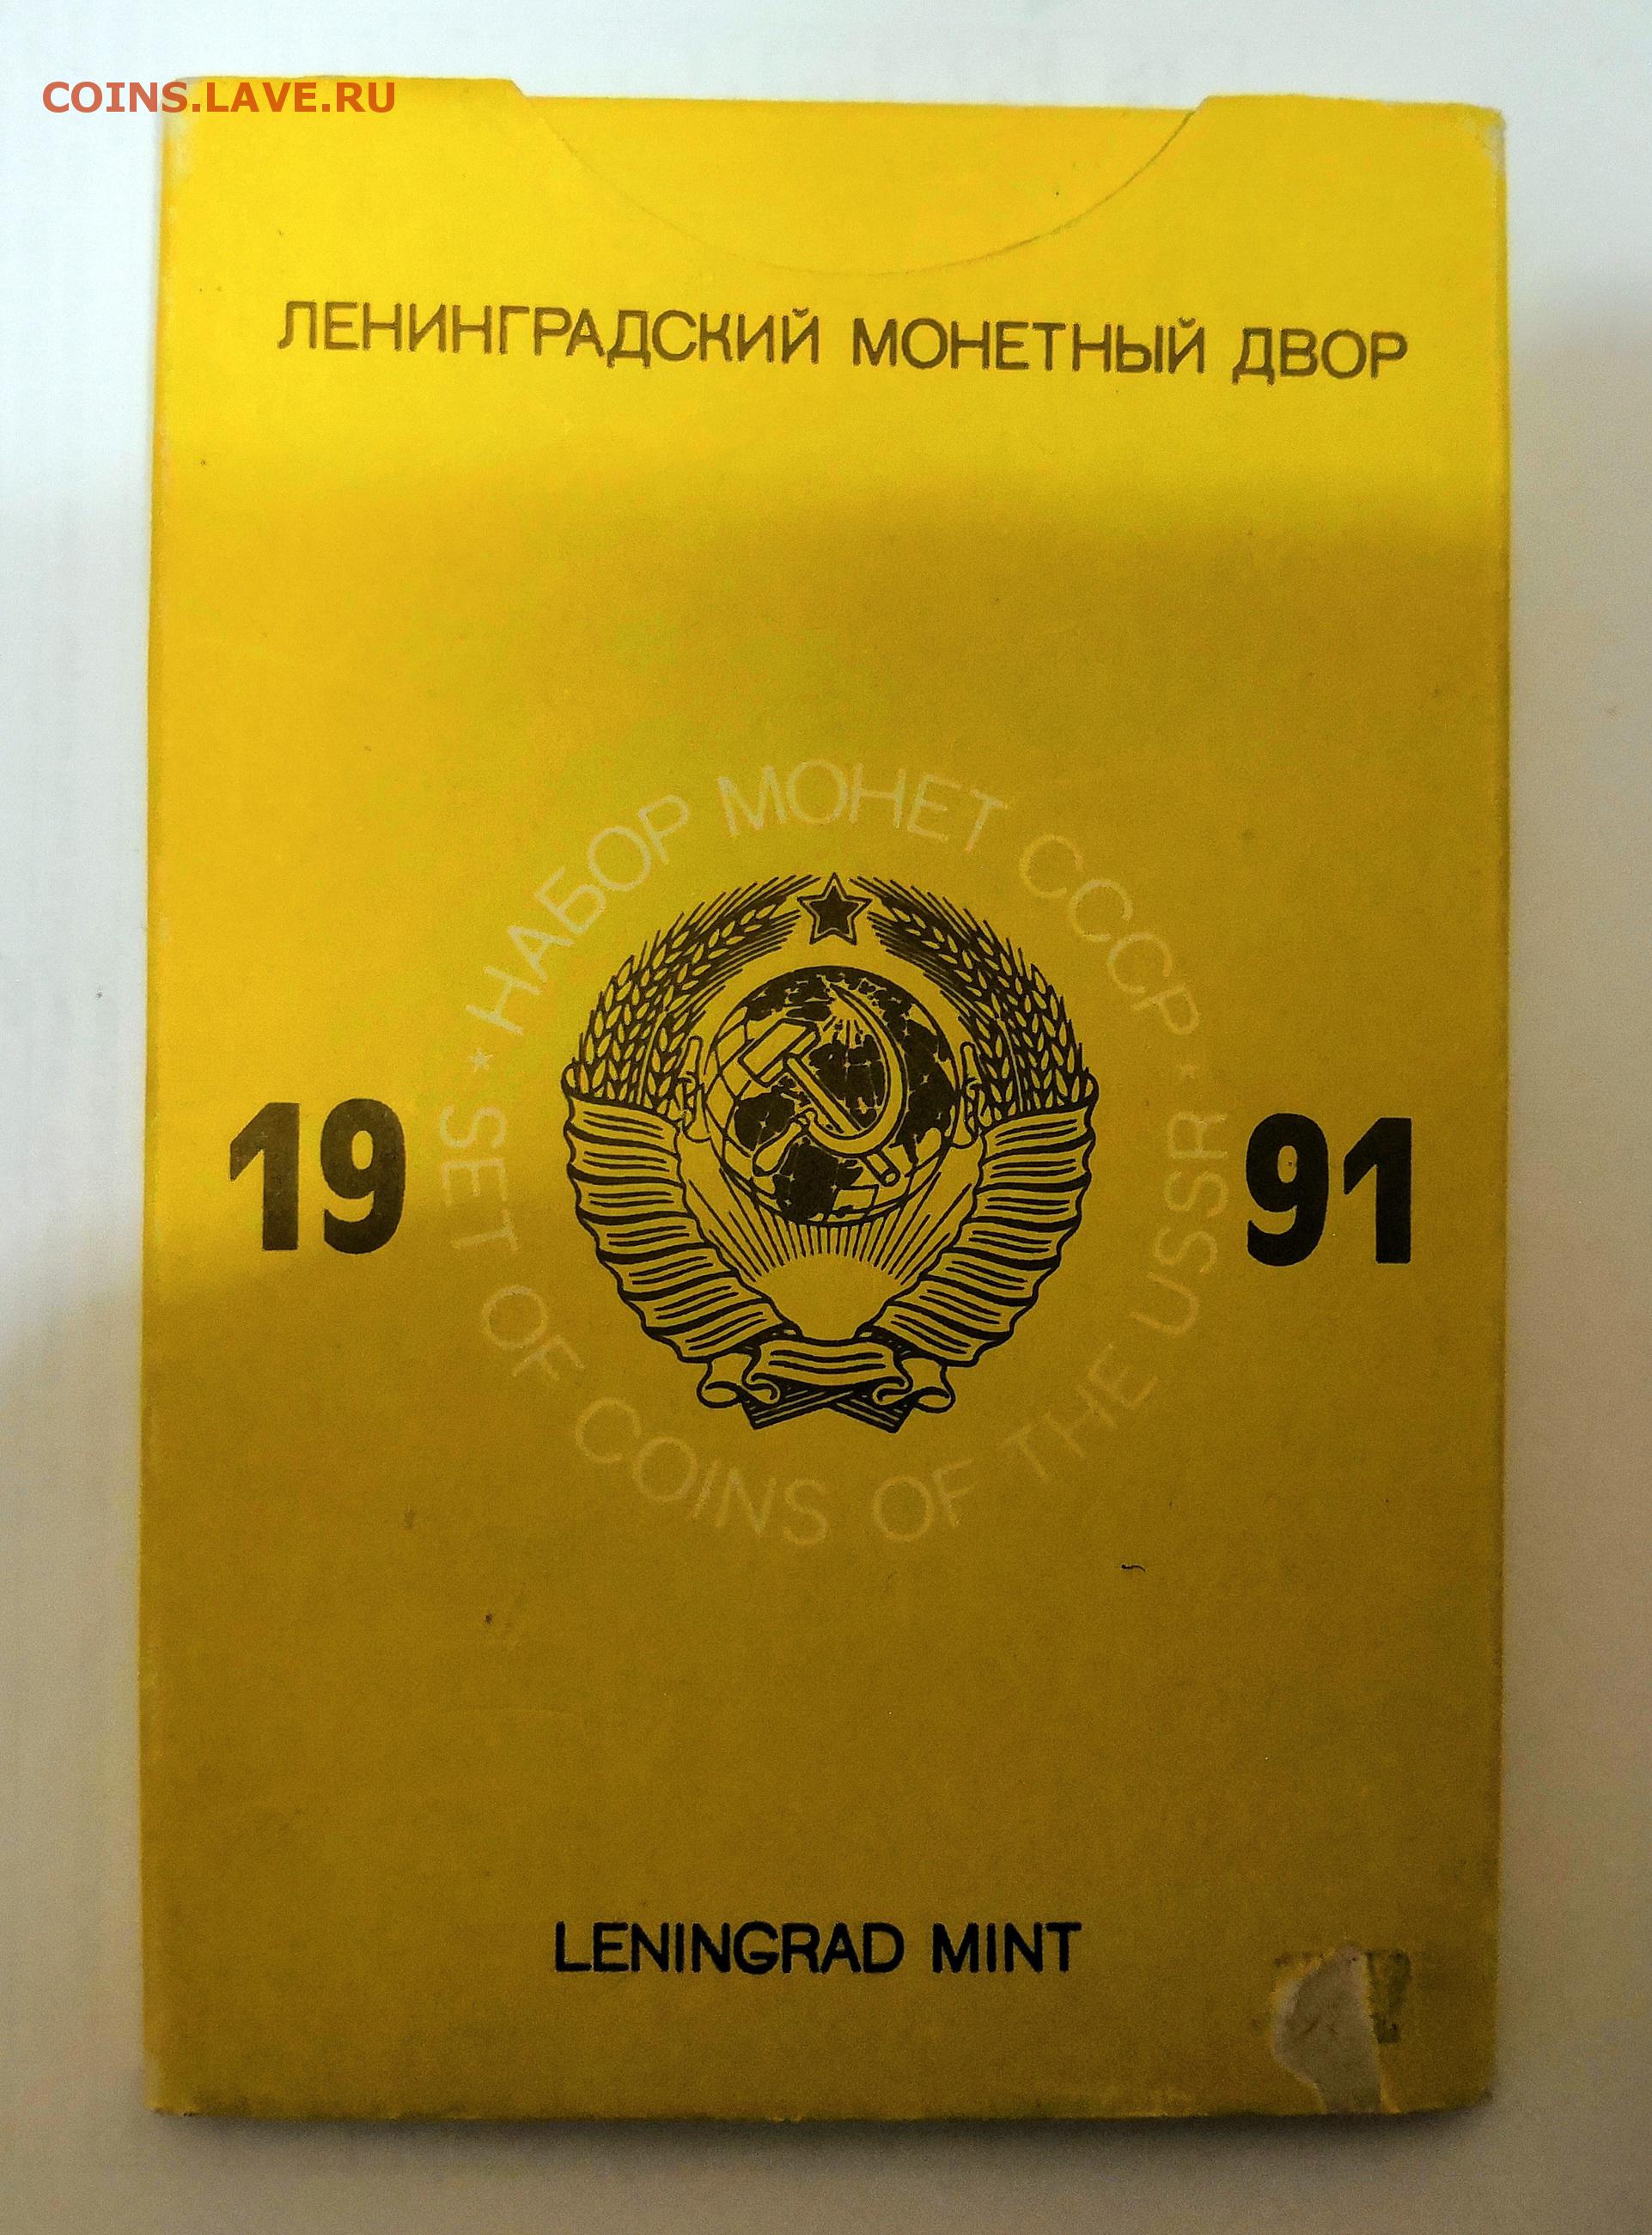 COINS.LAVE.RU
ЛЕНИНГРАДСКИЙ МОНЕТНЫЙ ДВОР
* НАБОР МОНЕТ СССР *
19
91
SET OF COINS OF THE USSR
LENINGRAD MINT